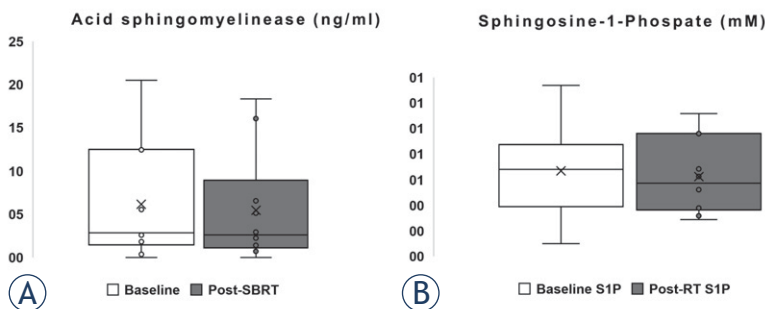 Acid sphingomyelinease (ng/ml)
25
20
15
10
05
00
Baseline Post-SBRT
A
Sphingosine-1-Phospate (mM)
01
01
01
01
01
00
00
00
Baseline S1P Post-RT S1P
B